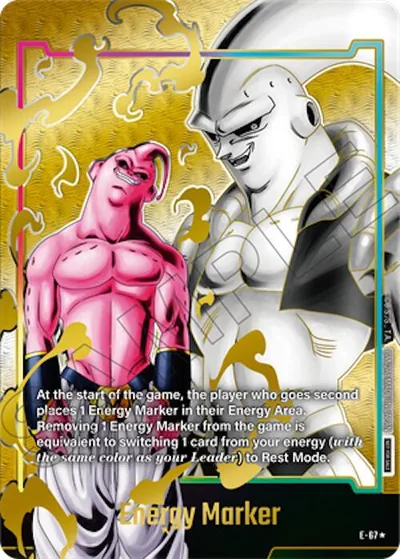 At the start of the game, the player who goes second
places 1 Energy Marker in their Energy Area.
Removing 1 Energy Marker from the game is
equivalent to switching 1 card from your energy (with
the same color as your Leader) to Rest Mode.
Energy Marker
E-67★
SAMPLE